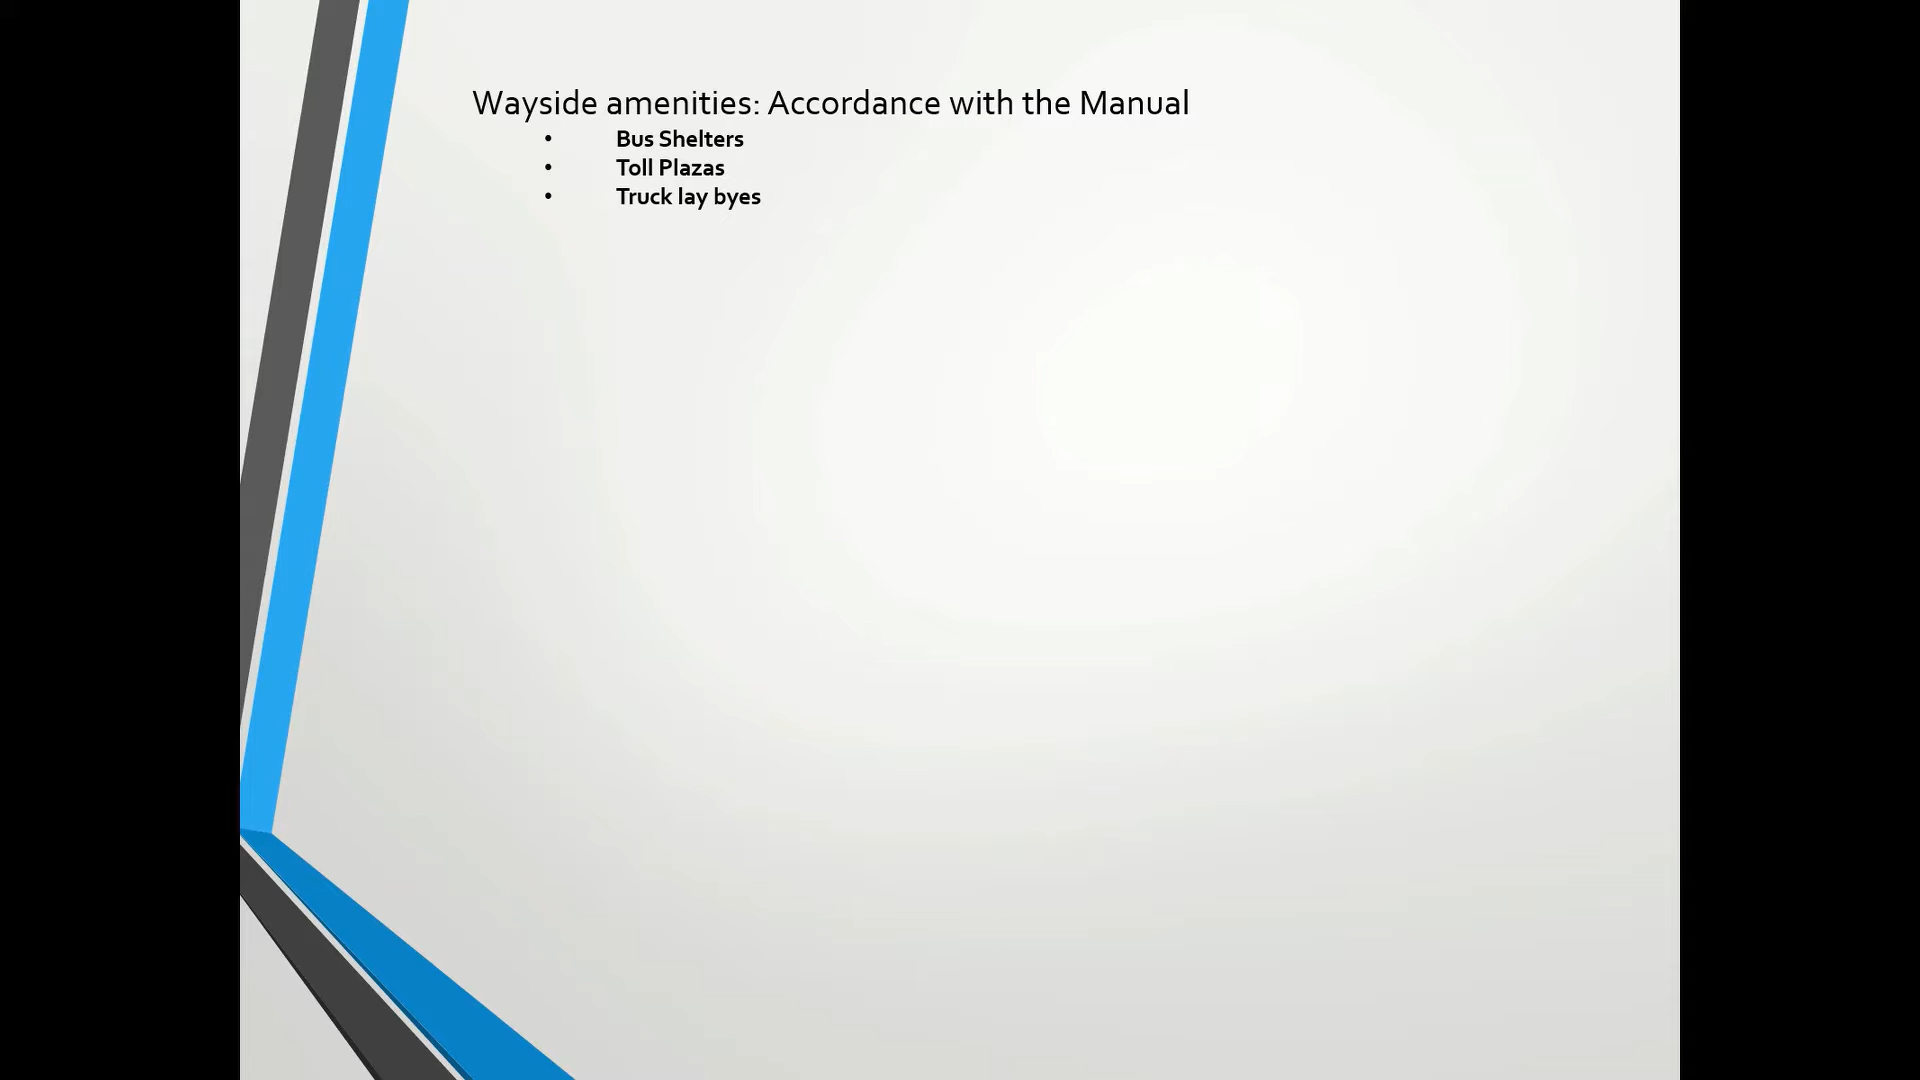 Wayside amenities: Accordance with the Manual
• Bus Shelters
• Toll Plazas
• Truck lay byes